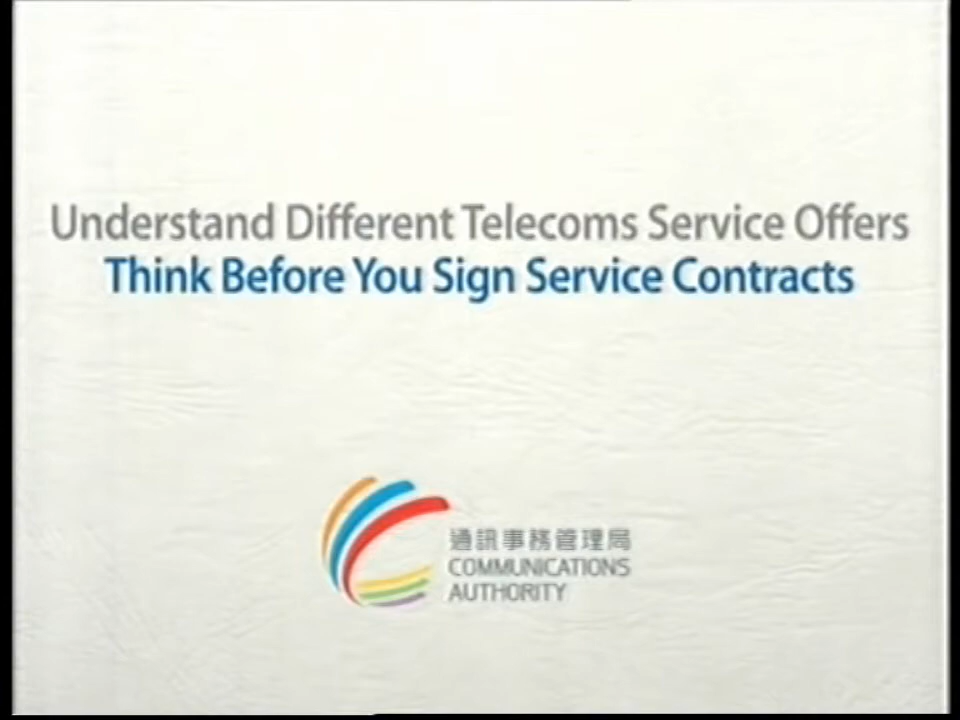 Understand Different Telecoms Service Offers
Think Before You Sign Service Contracts
通訊事務管理局
COMMUNICATIONS
AUTHORITY